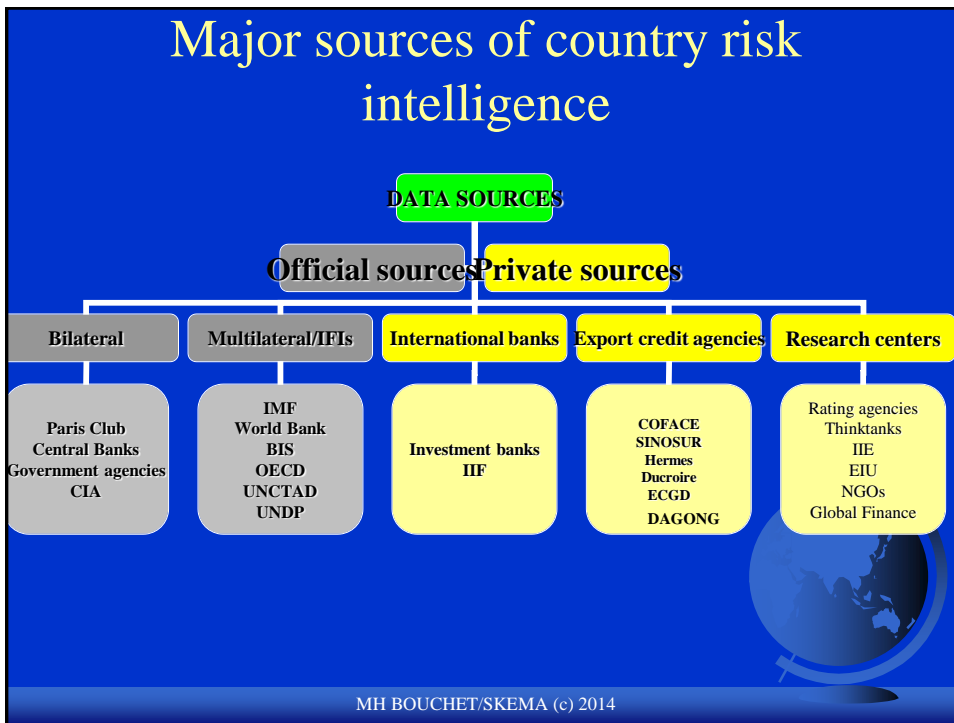 Major sources of country risk
intelligence
DATA SOURCES
Official sources
Private sources
Bilateral
Multilateral/IFIs
International banks
Export credit agencies
Research centers
Paris Club
Central Banks
Government agencies
CIA
IMF
World Bank
BIS
OECD
UNCTAD
UNDP
Investment banks
IIF
COFACE
SINOSUR
Hermes
Ducroire
ECGD
DAGONG
Rating agencies
Thinktanks
IIE
EIU
NGOs
Global Finance
MH BOUCHET/SKEMA (c) 2014